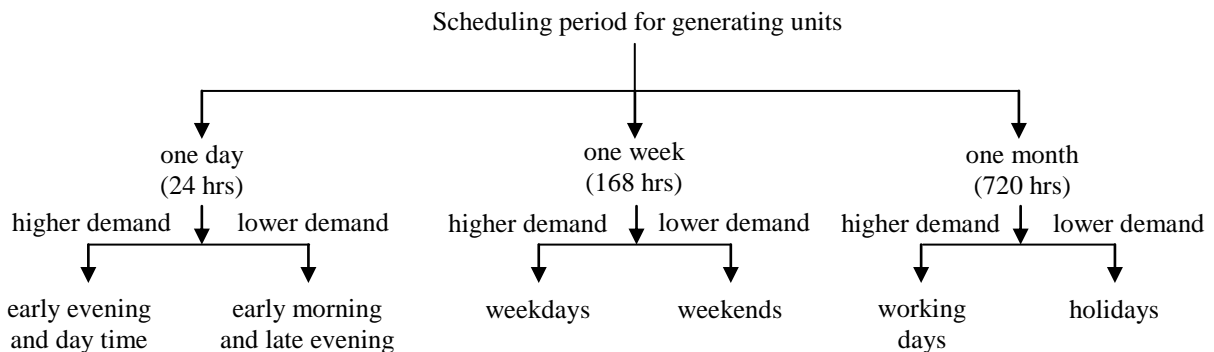 Scheduling period for generating units
one day
(24 hrs)
one week
(168 hrs)
one month
(720 hrs)
higher demand
lower demand
higher demand
lower demand
higher demand
lower demand
early evening
and day time
early morning
and late evening
weekdays
weekends
working
days
holidays